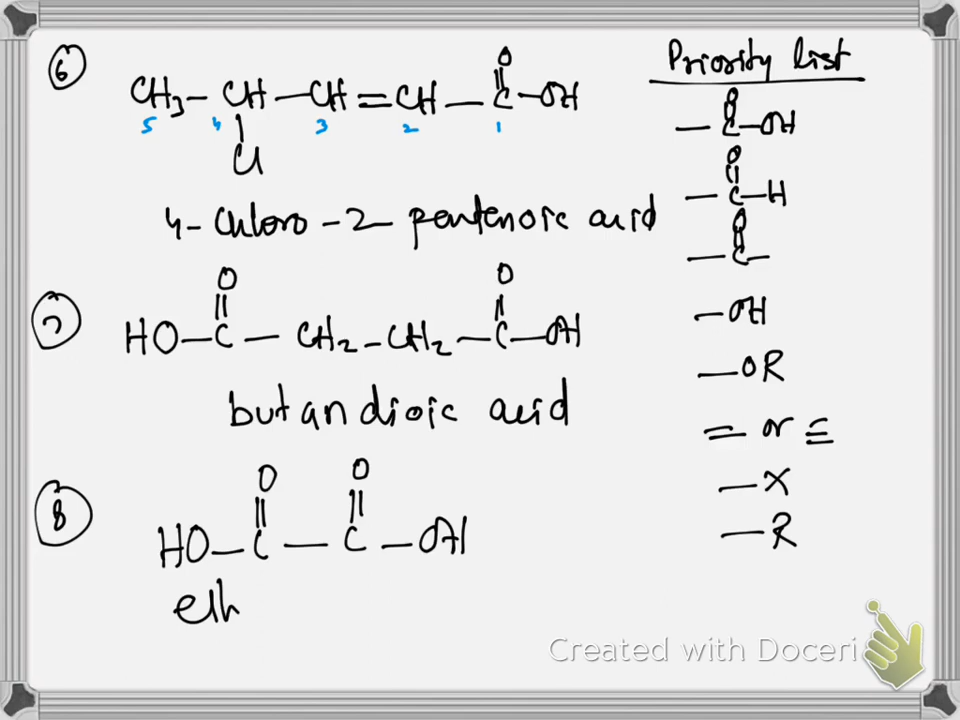 6
O
CH3 – CH – CH = CH – C – OH
5 4 3 2 1
Cl
4- chloro - 2- pentenoic acid
7
O O
HO – C – CH2 – CH2 – C – OH
butandioic acid
8
O O
HO – C – C – OH
eth
Priority list
O
– C – OH
O
– C – H
O
– C –
– OH
– OR
= or ≡
– X
– R
Created with Doceri